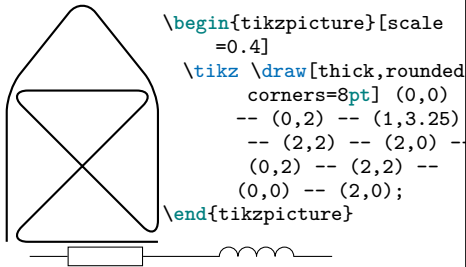 \begin{tikzpicture}[scale
=0.4]
\tikz \draw[thick,rounded
corners=8pt] (0,0)
-- (0,2) -- (1,3.25)
-- (2,2) -- (2,0) --
(0,2) -- (2,2) --
(0,0) -- (2,0);
\end{tikzpicture}